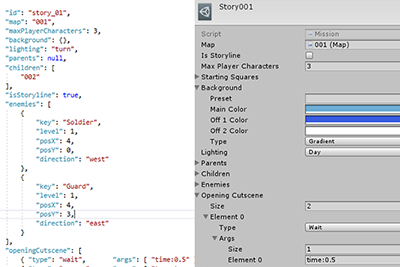 "id": "story_01",
"map": "001",
"maxPlayerCharacters": 3,
"background": {},
"lighting": "turn",
"parents": null,
"children": [
"002"
],
"isStoryline": true,
"enemies": [
{
"key": "Soldier",
"level": 1,
"posX": 4,
"posY": 0,
"direction": "west"
},
{
"key": "Guard",
"level": 1,
"posX": 4,
"posY": 3,
"direction": "east"
}
],
"openingCutscene": [
{ "type": "wait", "args": [ "time:0.5"
Story001
Script Mission
Map 001 (Map)
Is Storyline
Max Player Characters 3
Starting Squares
Background
Preset
Main Color
Off 1 Color
Off 2 Color
Type Gradient
Lighting Day
Parents
Children
Enemies
Opening Cutscene
Size 2
Element 0
Type Wait
Args
Size 1
Element 0 time:0.5